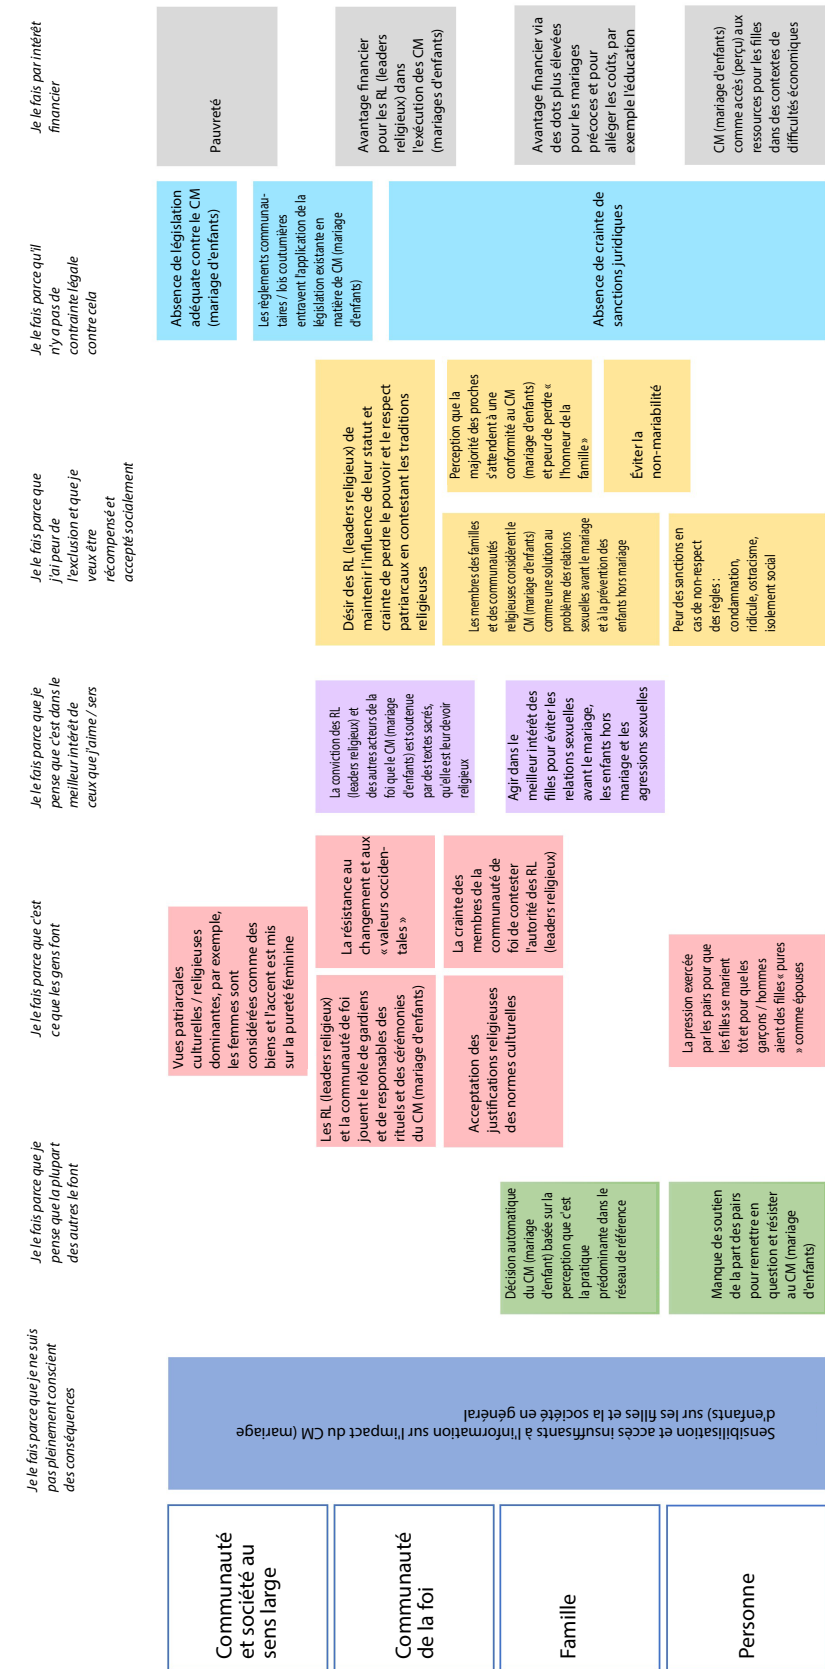 Je le fais parce que je ne suis
pas pleinement conscient
des conséquences
Je le fais parce que je
pense que la plupart
des autres le font
Je le fais parce que c'est
ce que les gens font
Je le fais parce que je
pense que c'est dans le
meilleur intérêt de
ceux que j'aime / sers
Je le fais parce que
j'ai peur de
l'exclusion et que je
veux être
récompensé et
accepté socialement
Je le fais parce qu'il
n'y a pas de
contrainte légale
contre cela
Je le fais par intérêt
financier
Communauté
et société au
sens large
Sensibilisation et accès insuffisants à l'information sur l'impact du CM (mariage
d'enfants) sur les filles et la société en général
Vues patriarcales
culturelles / religieuses
dominantes, par exemple,
les femmes sont
considérées comme des
biens et l'accent est mis
sur la pureté féminine
Absence de législation
adéquate contre le CM
(mariage d'enfants)
Les règlements communau-
taires / lois coutumières
entravent l'application de la
législation existante en
matière de CM (mariage
d'enfants)
Pauvreté
Communauté
de la foi
Les RL (leaders religieux)
et la communauté de foi
jouent le rôle de gardiens
et de responsables des
rituels et des cérémonies
du CM (mariage d'enfants)
La résistance au
changement et aux
« valeurs occiden-
tales »
La conviction des RL
(leaders religieux) et
des autres acteurs de la
foi que le CM (mariage
d'enfants) est soutenue
par des textes sacrés,
qu'elle est leur devoir
religieux
Désir des RL (leaders religieux) de
maintenir l'influence de leur statut et
crainte de perdre le pouvoir et le respect
patriarcaux en contestant les traditions
religieuses
Avantage financier
pour les RL (leaders
religieux) dans
l'exécution des CM
(mariages d'enfants)
Famille
Décision automatique
du CM (mariage
d'enfant) basée sur la
perception que c'est
la pratique
prédominante dans le
réseau de référence
Acceptation des
justifications religieuses
des normes culturelles
La crainte des
membres de la
communauté de
foi de contester
l'autorité des RL
(leaders religieux)
Agir dans le
meilleur intérêt des
filles pour éviter les
relations sexuelles
avant le mariage,
les enfants hors
mariage et les
agressions sexuelles
Les membres des familles
et des communautés
religieuses considèrent le
CM (mariage d'enfants)
comme une solution au
problème des relations
sexuelles avant le mariage
et à la prévention des
enfants hors mariage
Perception que la
majorité des proches
s'attendent à une
conformité au CM
(mariage d'enfants)
et peur de perdre «
l'honneur de la
famille »
Éviter la
non-mariabilité
Absence de crainte de
sanctions juridiques
Avantage financier via
des dots plus élevées
pour les mariages
précoces et pour
alléger les coûts, par
exemple l'éducation
Personne
Manque de soutien
de la part des pairs
pour remettre en
question et résister
au CM (mariage
d'enfants)
La pression exercée
par les pairs pour que
les filles se marient
tôt et pour que les
garçons / hommes
aient des filles « pures
» comme épouses
Peur des sanctions en
cas de non-respect
des règles :
condamnation,
ridicule, ostracisme,
isolement social
CM (mariage d'enfants)
comme accès (perçu) aux
ressources pour les filles
dans des contextes de
difficultés économiques